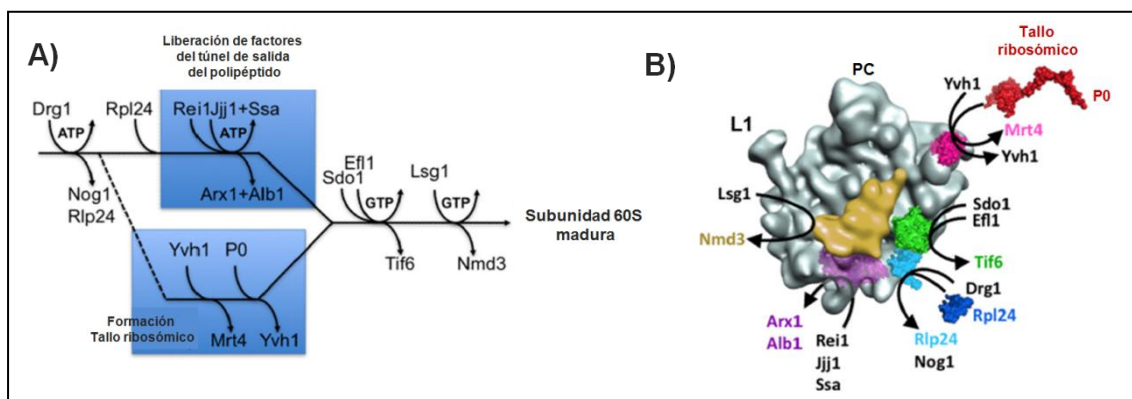 A)
Liberación de factores
del túnel de salida
del polipéptido
Drg1
ATP
Rpl24
Rei1Jjj1+Ssa
ATP
Nog1
Rlp24
Arx1+Alb1
Efl1
Sdo1
GTP
Lsg1
GTP
Tif6
Nmd3
Subunidad 60S
madura
Yvh1
P0
Formación
Tallo ribosómico
Mrt4
Yvh1
B)
Tallo
ribosómico
PC
Yvh1
P0
L1
Mrt4
Yvh1
Lsg1
Sdo1
Efl1
Nmd3
Tif6
Drg1
Rpl24
Arx1
Alb1
Rei1
Jjj1
Ssa
Rlp24
Nog1